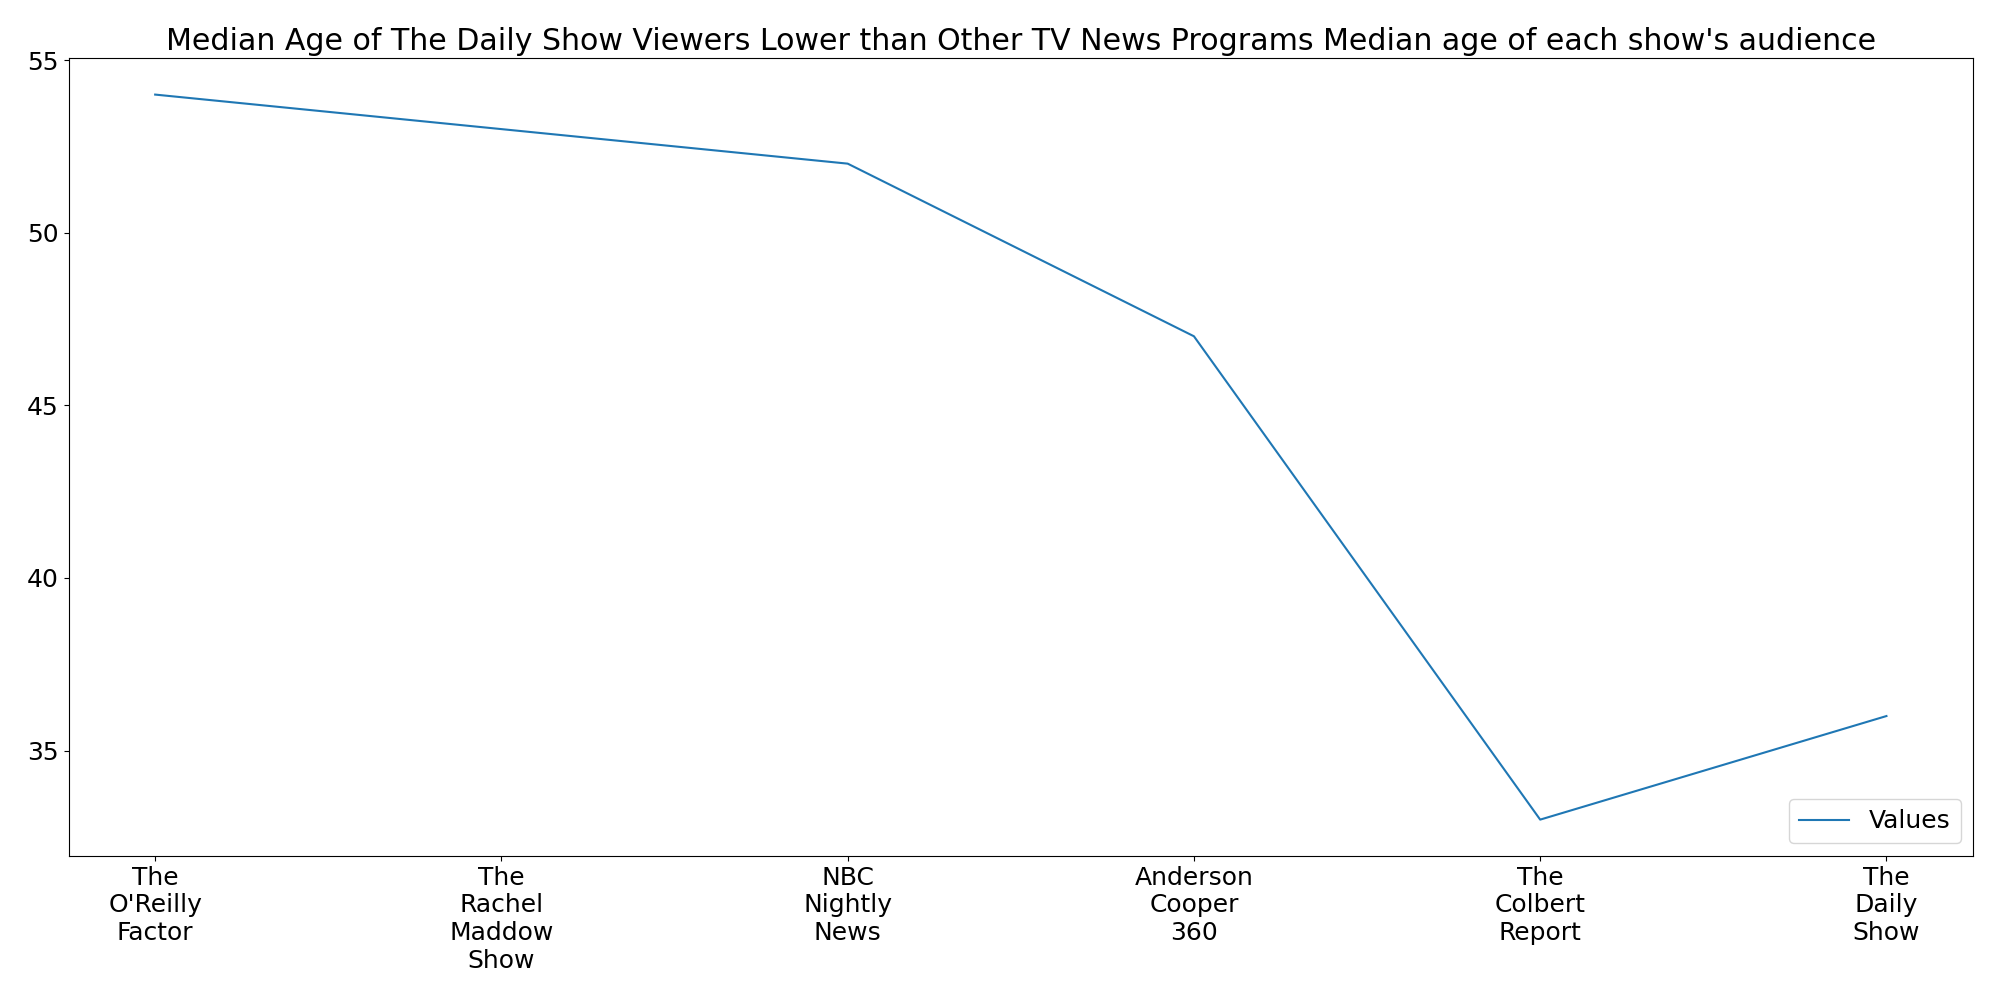 Median Age of The Daily Show Viewers Lower than Other TV News Programs Median age of each show's audience
55
50
45
40
35
Values
The
O'Reilly
Factor
The
Rachel
Maddow
Show
NBC
Nightly
News
Anderson
Cooper
360
The
Colbert
Report
The
Daily
Show